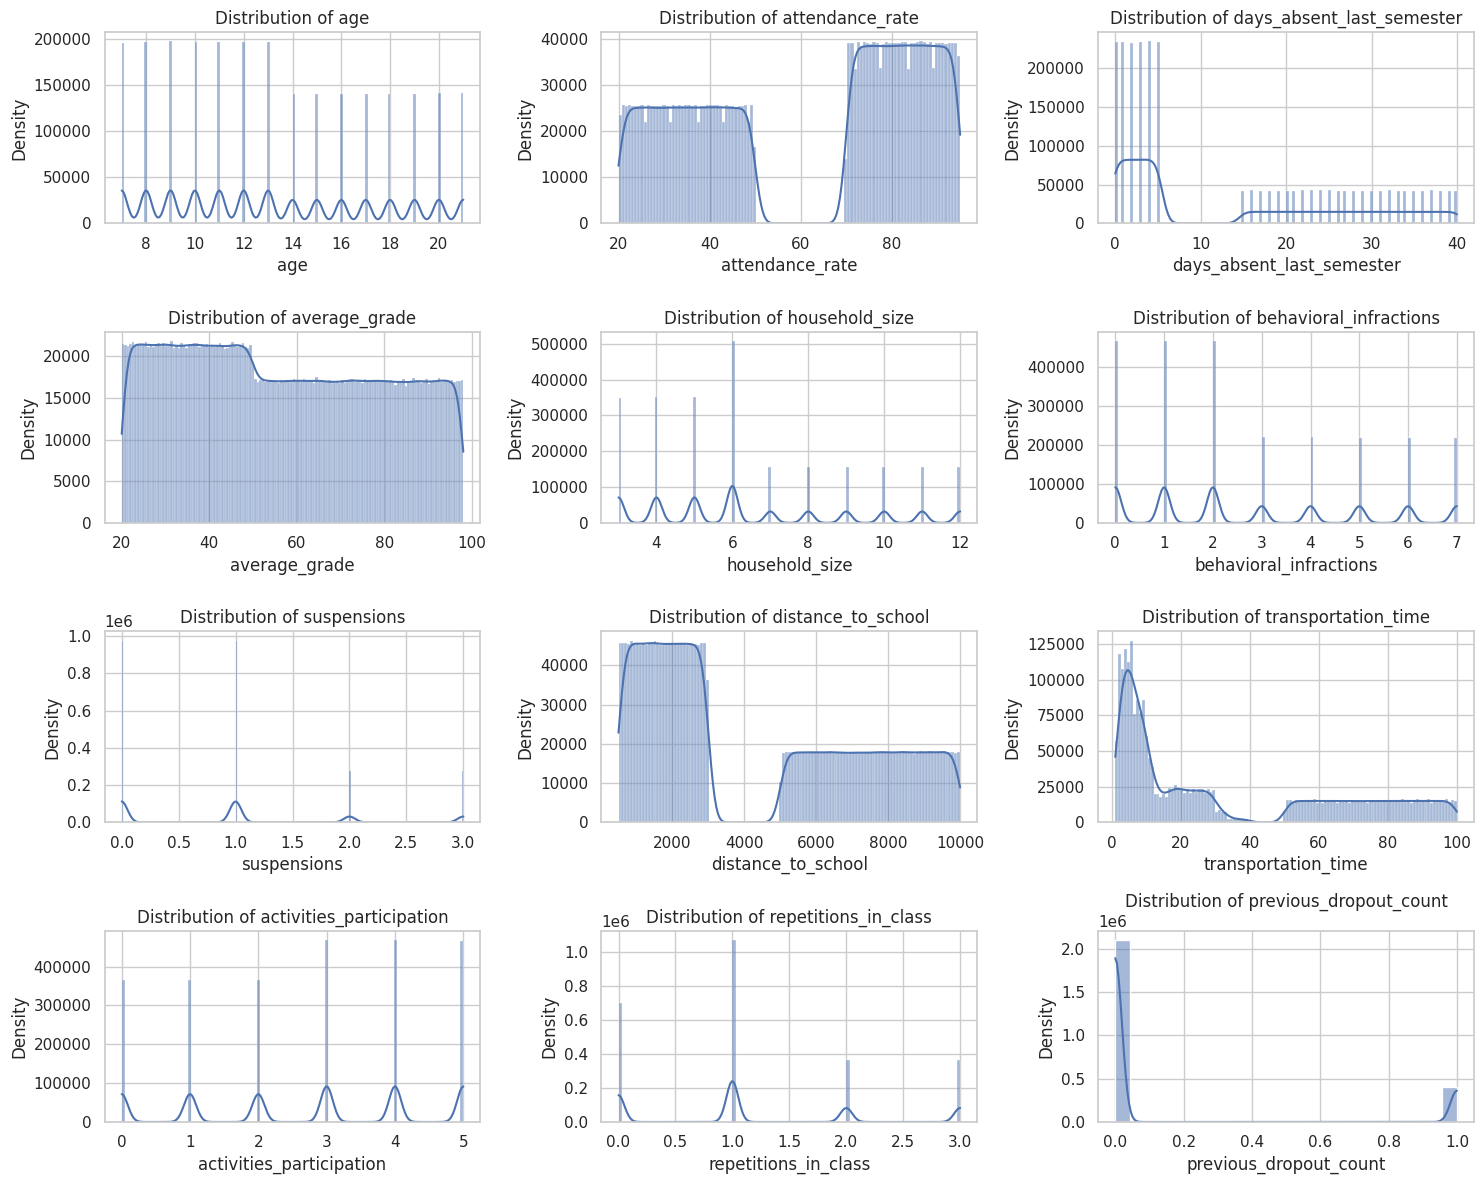 Distribution of age
200000
150000
100000
50000
0
Density
8 10 12 14 16 18 20
age
Distribution of attendance_rate
40000
30000
20000
10000
0
Density
20 40 60 80
attendance_rate
Distribution of days_absent_last_semester
200000
150000
100000
50000
0
Density
0 10 20 30 40
days_absent_last_semester
Distribution of average_grade
20000
15000
10000
5000
0
Density
20 40 60 80 100
average_grade
Distribution of household_size
500000
400000
300000
200000
100000
0
Density
4 6 8 10 12
household_size
Distribution of behavioral_infractions
400000
300000
200000
100000
0
Density
0 1 2 3 4 5 6 7
behavioral_infractions
Distribution of suspensions
1e6
1.0
0.8
0.6
0.4
0.2
0.0
Density
0.0 0.5 1.0 1.5 2.0 2.5 3.0
suspensions
Distribution of distance_to_school
40000
30000
20000
10000
0
Density
2000 4000 6000 8000 10000
distance_to_school
Distribution of transportation_time
125000
100000
75000
50000
25000
0
Density
0 20 40 60 80 100
transportation_time
Distribution of activities_participation
400000
300000
200000
100000
0
Density
0 1 2 3 4 5
activities_participation
Distribution of repetitions_in_class
1e6
1.0
0.8
0.6
0.4
0.2
0.0
Density
0.0 0.5 1.0 1.5 2.0 2.5 3.0
repetitions_in_class
Distribution of previous_dropout_count
1e6
2.0
1.5
1.0
0.5
0.0
Density
0.0 0.2 0.4 0.6 0.8 1.0
previous_dropout_count